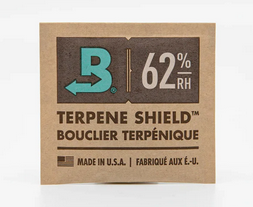 B 62%
RH
TERPENE SHIELD™
BOUCLIER TERPÉNIQUE
MADE IN U.S.A. | FABRIQUÉ AUX É.-U.